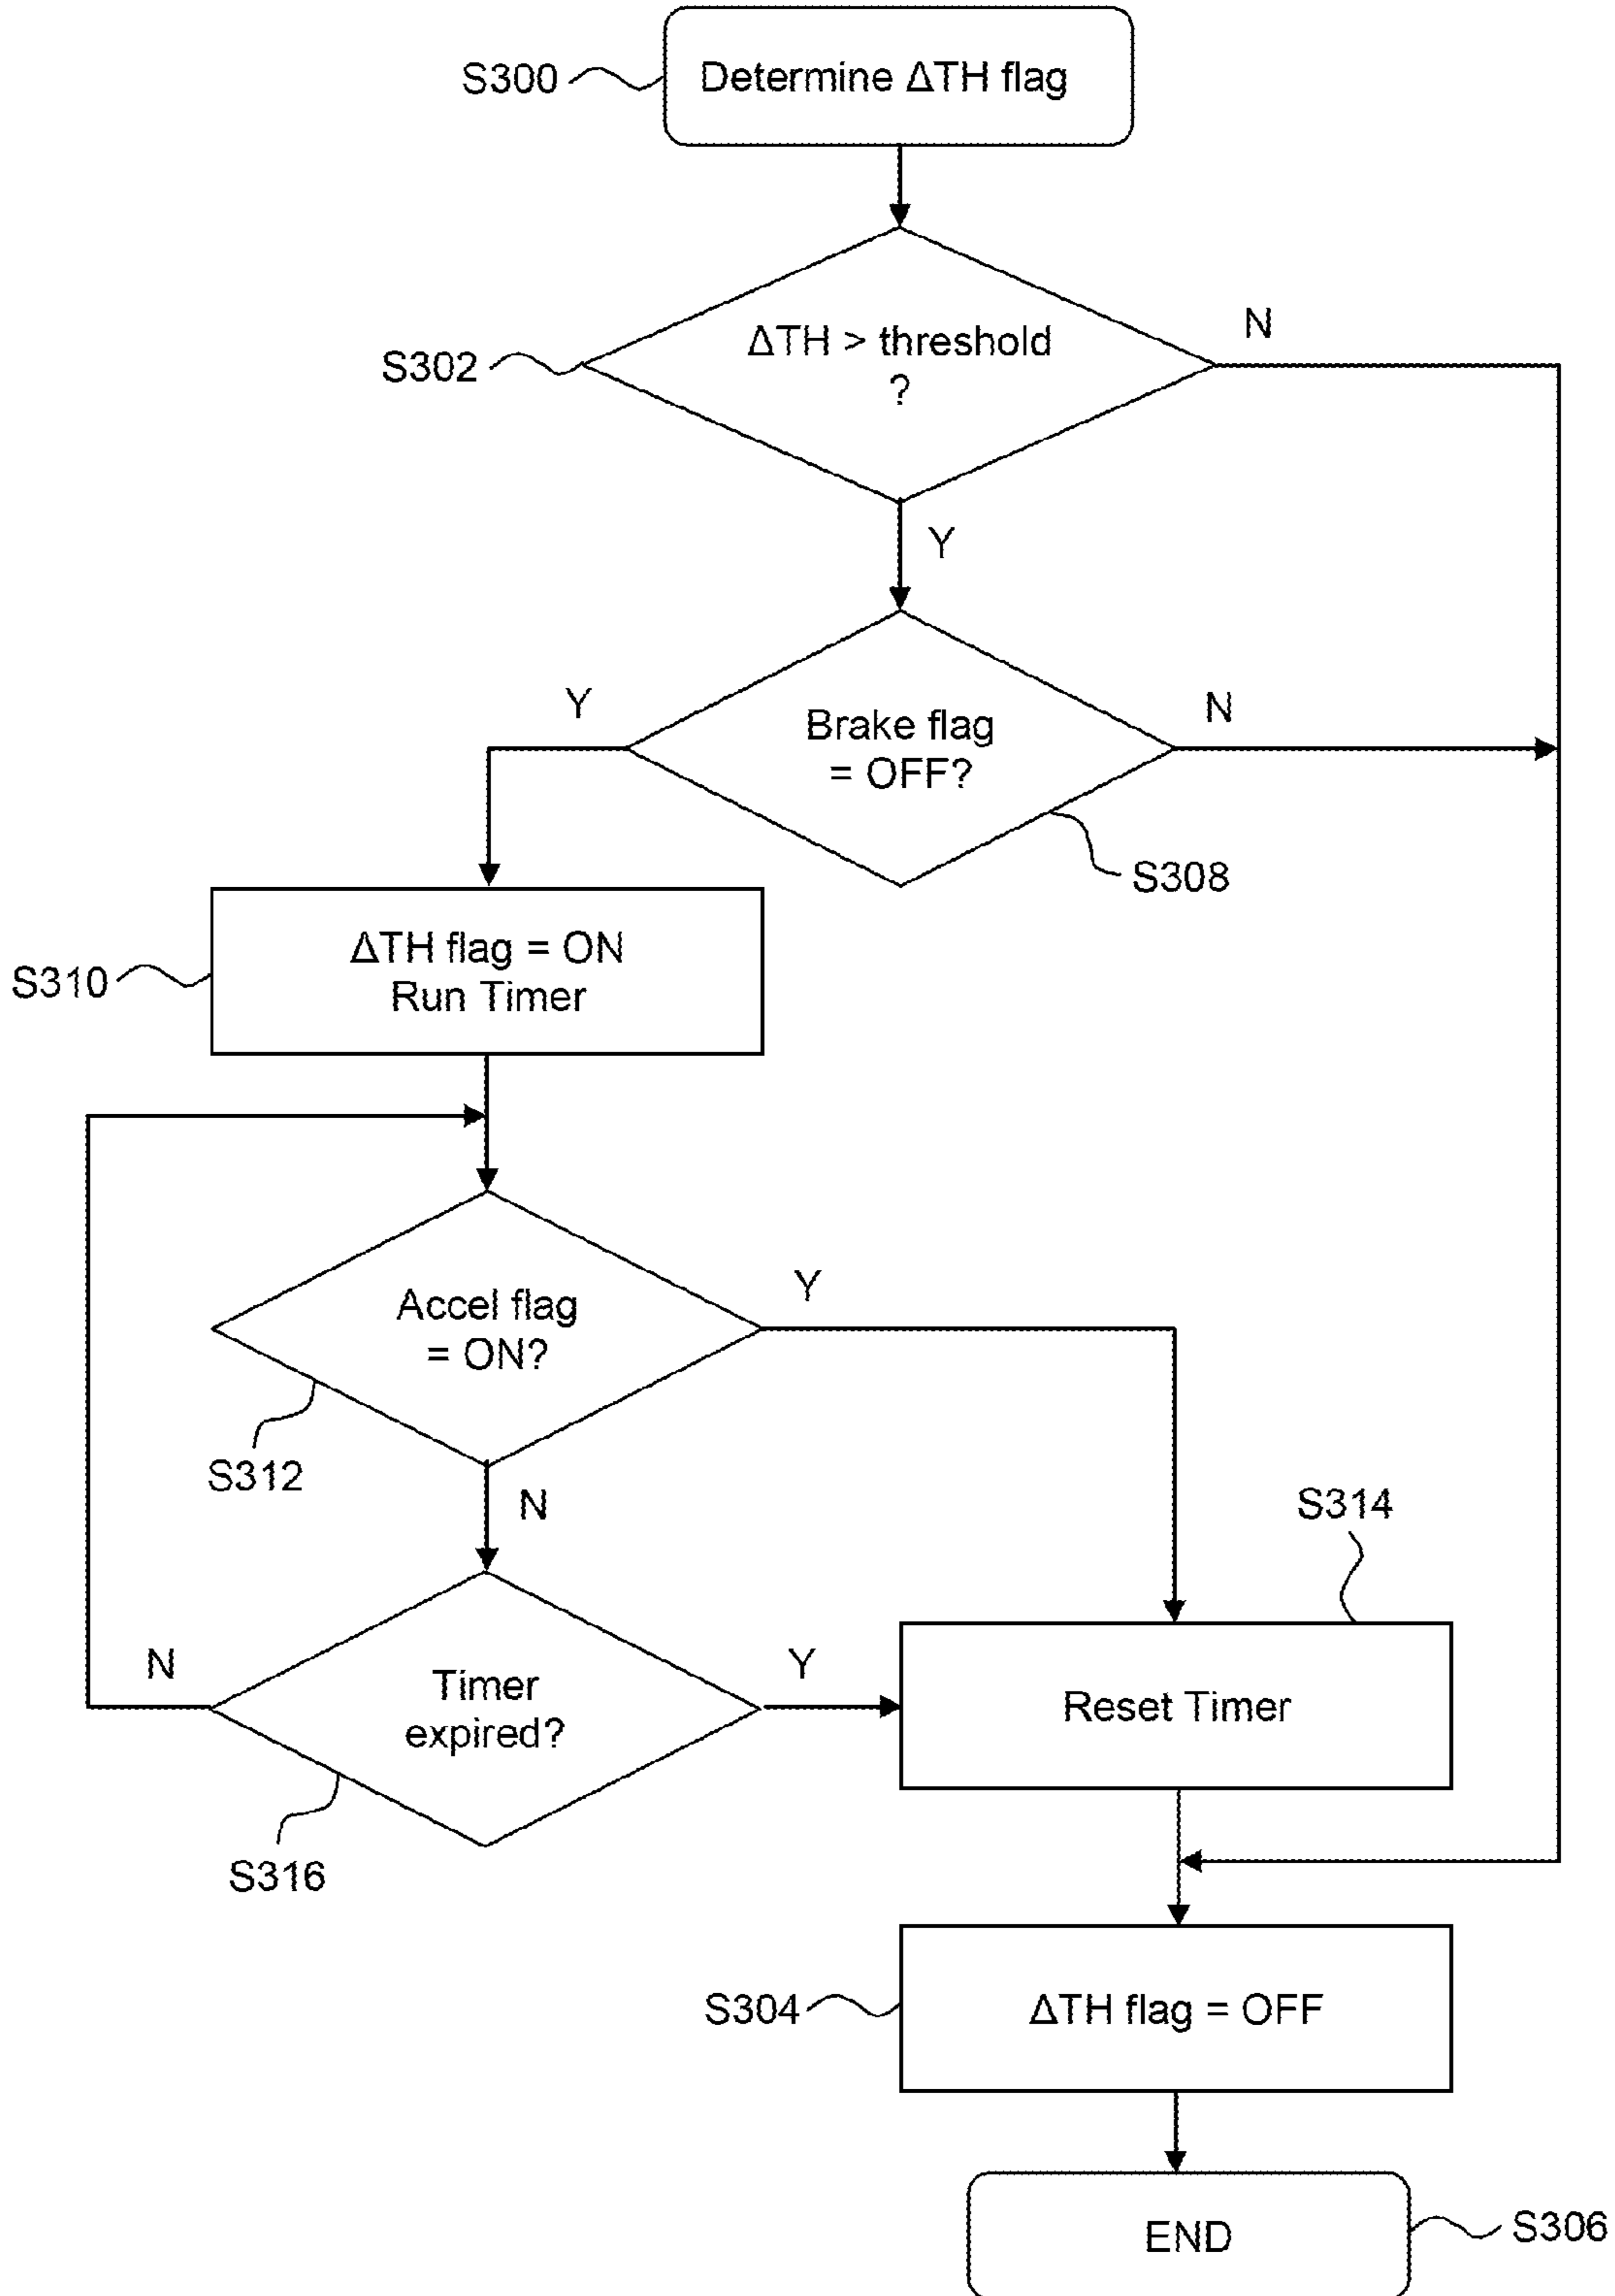 S300
Determine ΔTH flag
S302
ΔTH > threshold
?
N
Y
Y
Brake flag
= OFF?
N
S308
S310
ΔTH flag = ON
Run Timer
Accel flag
= ON?
Y
S312
N
S314
N
Timer
expired?
Y
Reset Timer
S316
S304
ΔTH flag = OFF
END
S306